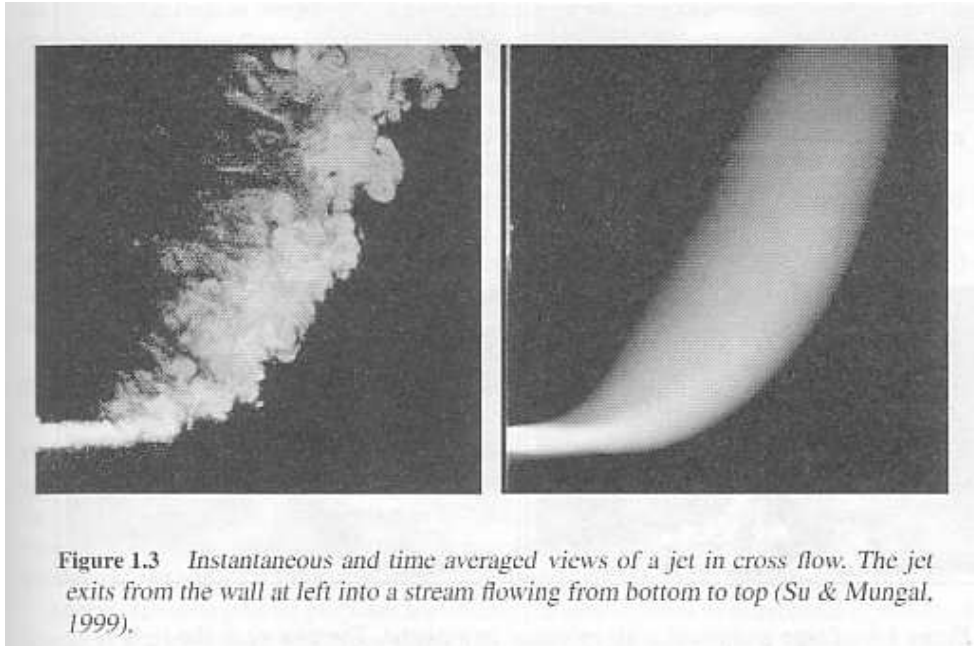 Figure 1.3 Instantaneous and time averaged views of a jet in cross flow. The jet
exits from the wall at left into a stream flowing from bottom to top (Su & Mungal,
1999).